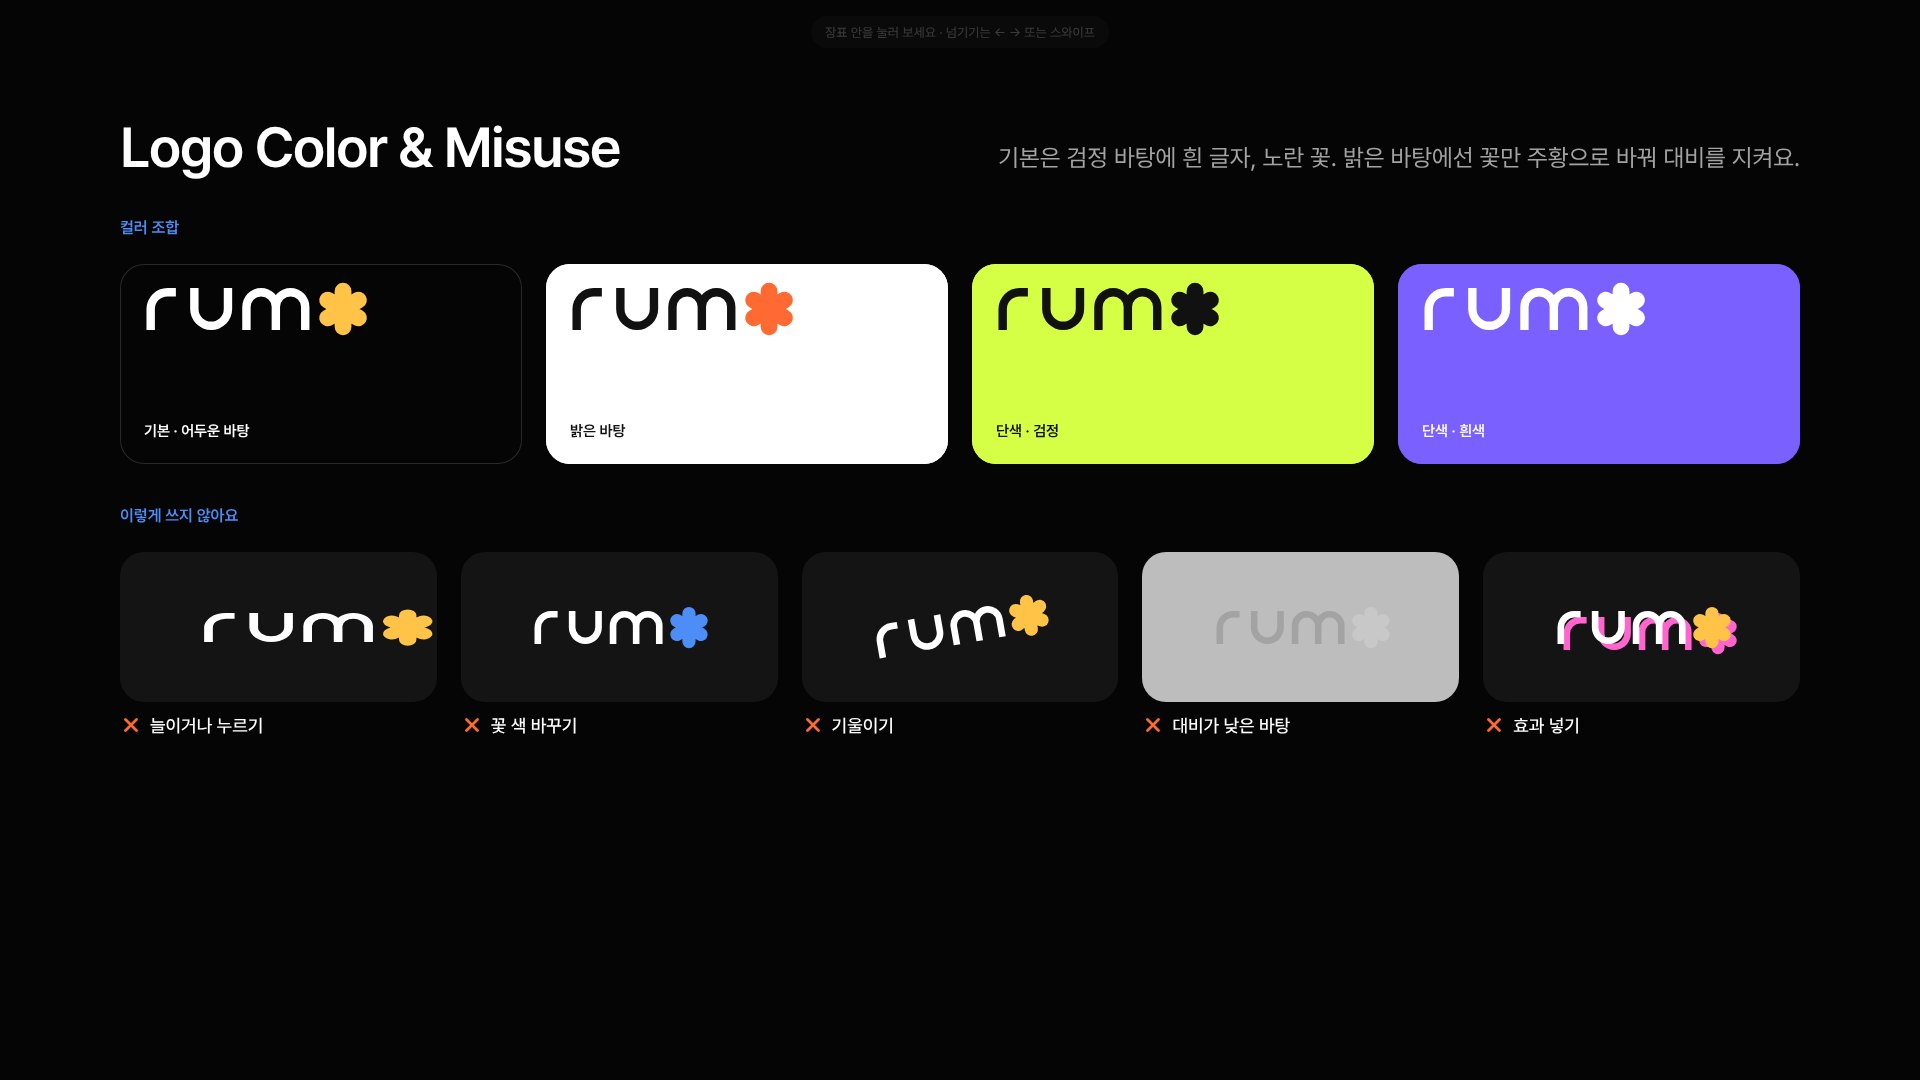 장표 안을 눌러 보세요 · 넘기기는 ← → 또는 스와이프
Logo Color & Misuse
기본은 검정 바탕에 흰 글자, 노란 꽃. 밝은 바탕에선 꽃만 주황으로 바꿔 대비를 지켜요.
컬러 조합
rum
rum
rum
rum
기본 · 어두운 바탕
밝은 바탕
단색 · 검정
단색 · 흰색
이렇게 쓰지 않아요
rum
rum
rum
rum
rum
✕ 늘이거나 누르기
✕ 꽃 색 바꾸기
✕ 기울이기
✕ 대비가 낮은 바탕
✕ 효과 넣기